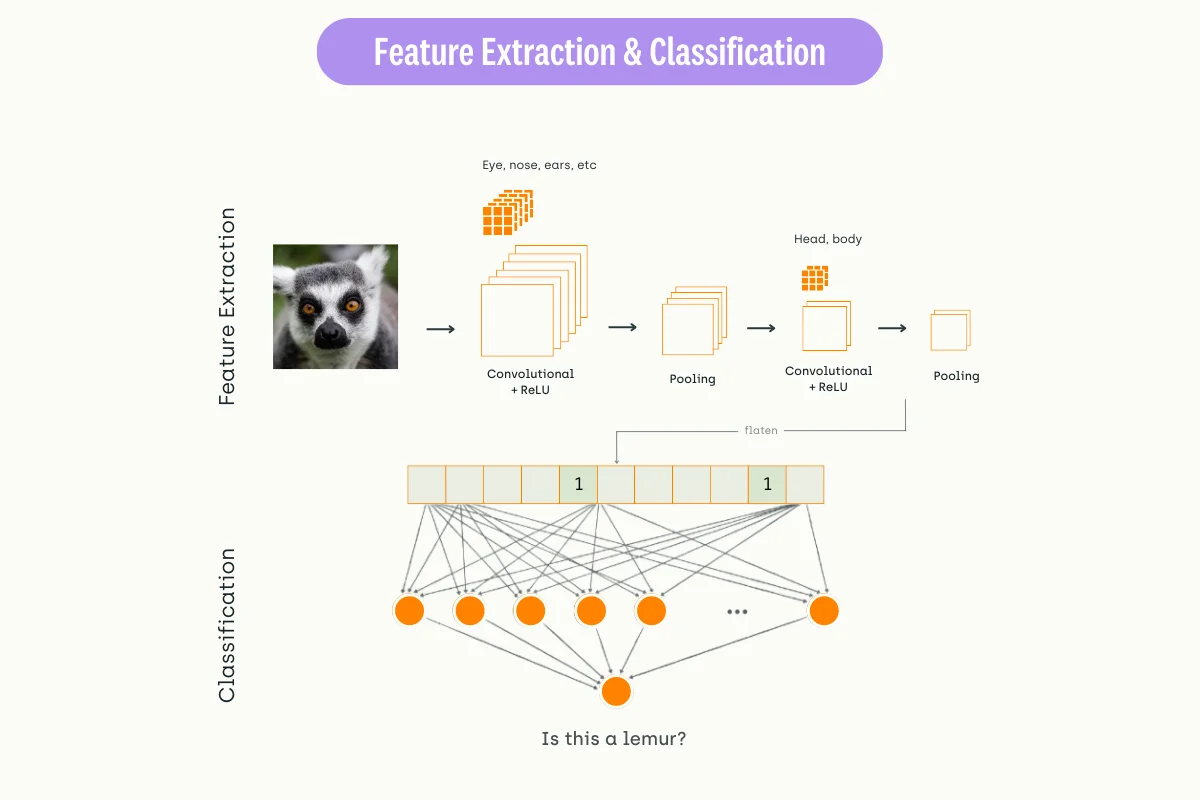 Feature Extraction & Classification
Feature Extraction
Eye, nose, ears, etc
Head, body
Convolutional
+ ReLU
Pooling
Convolutional
+ ReLU
Pooling
flaten
Classification
1
1
•••
Is this a lemur?